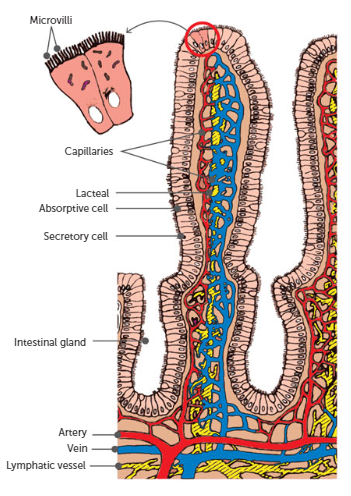 Microvilli
Capillaries
Lacteal
Absorptive cell
Secretory cell
Intestinal gland
Artery
Vein
Lymphatic vessel